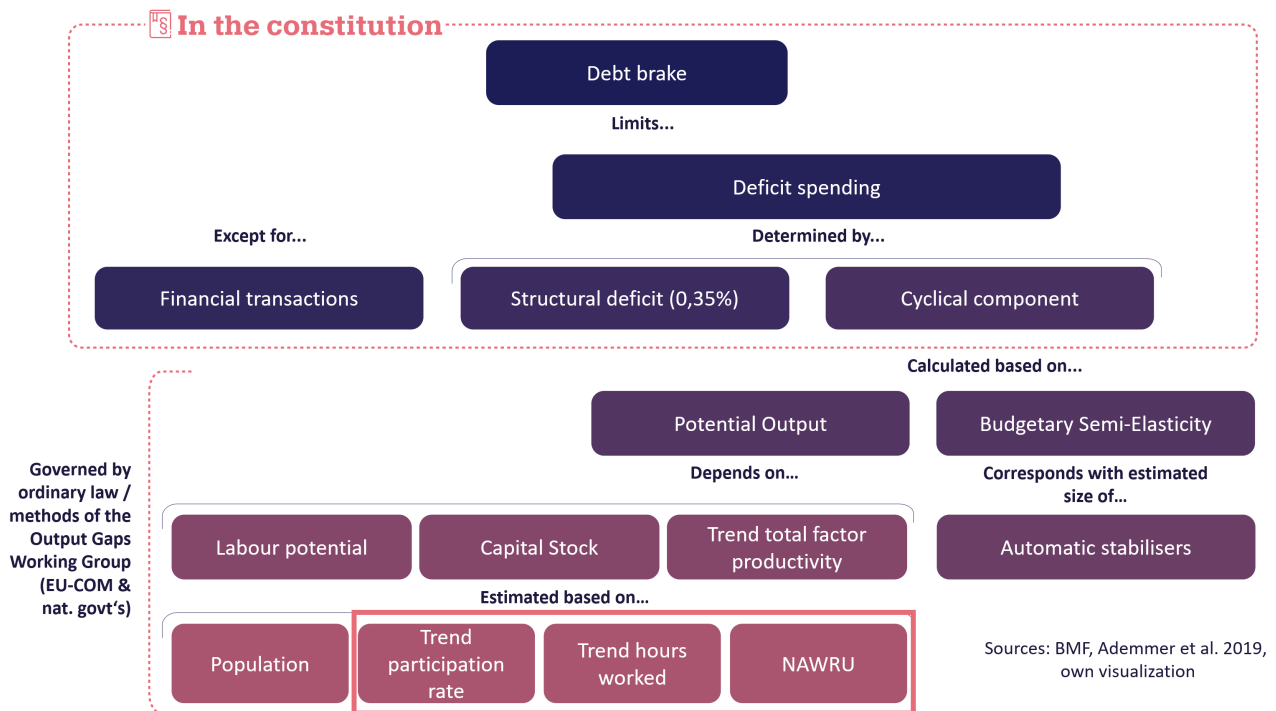 § In the constitution
Debt brake
Limits...
Deficit spending
Except for...
Determined by...
Financial transactions
Structural deficit (0,35%)
Cyclical component
Calculated based on...
Potential Output
Budgetary Semi-Elasticity
Governed by
ordinary law /
methods of the
Output Gaps
Working Group
(EU-COM &
nat. govt‘s)
Depends on...
Corresponds with estimated
size of...
Labour potential
Capital Stock
Trend total factor
productivity
Automatic stabilisers
Estimated based on...
Population
Trend
participation
rate
Trend hours
worked
NAWRU
Sources: BMF, Ademmer et al. 2019,
own visualization